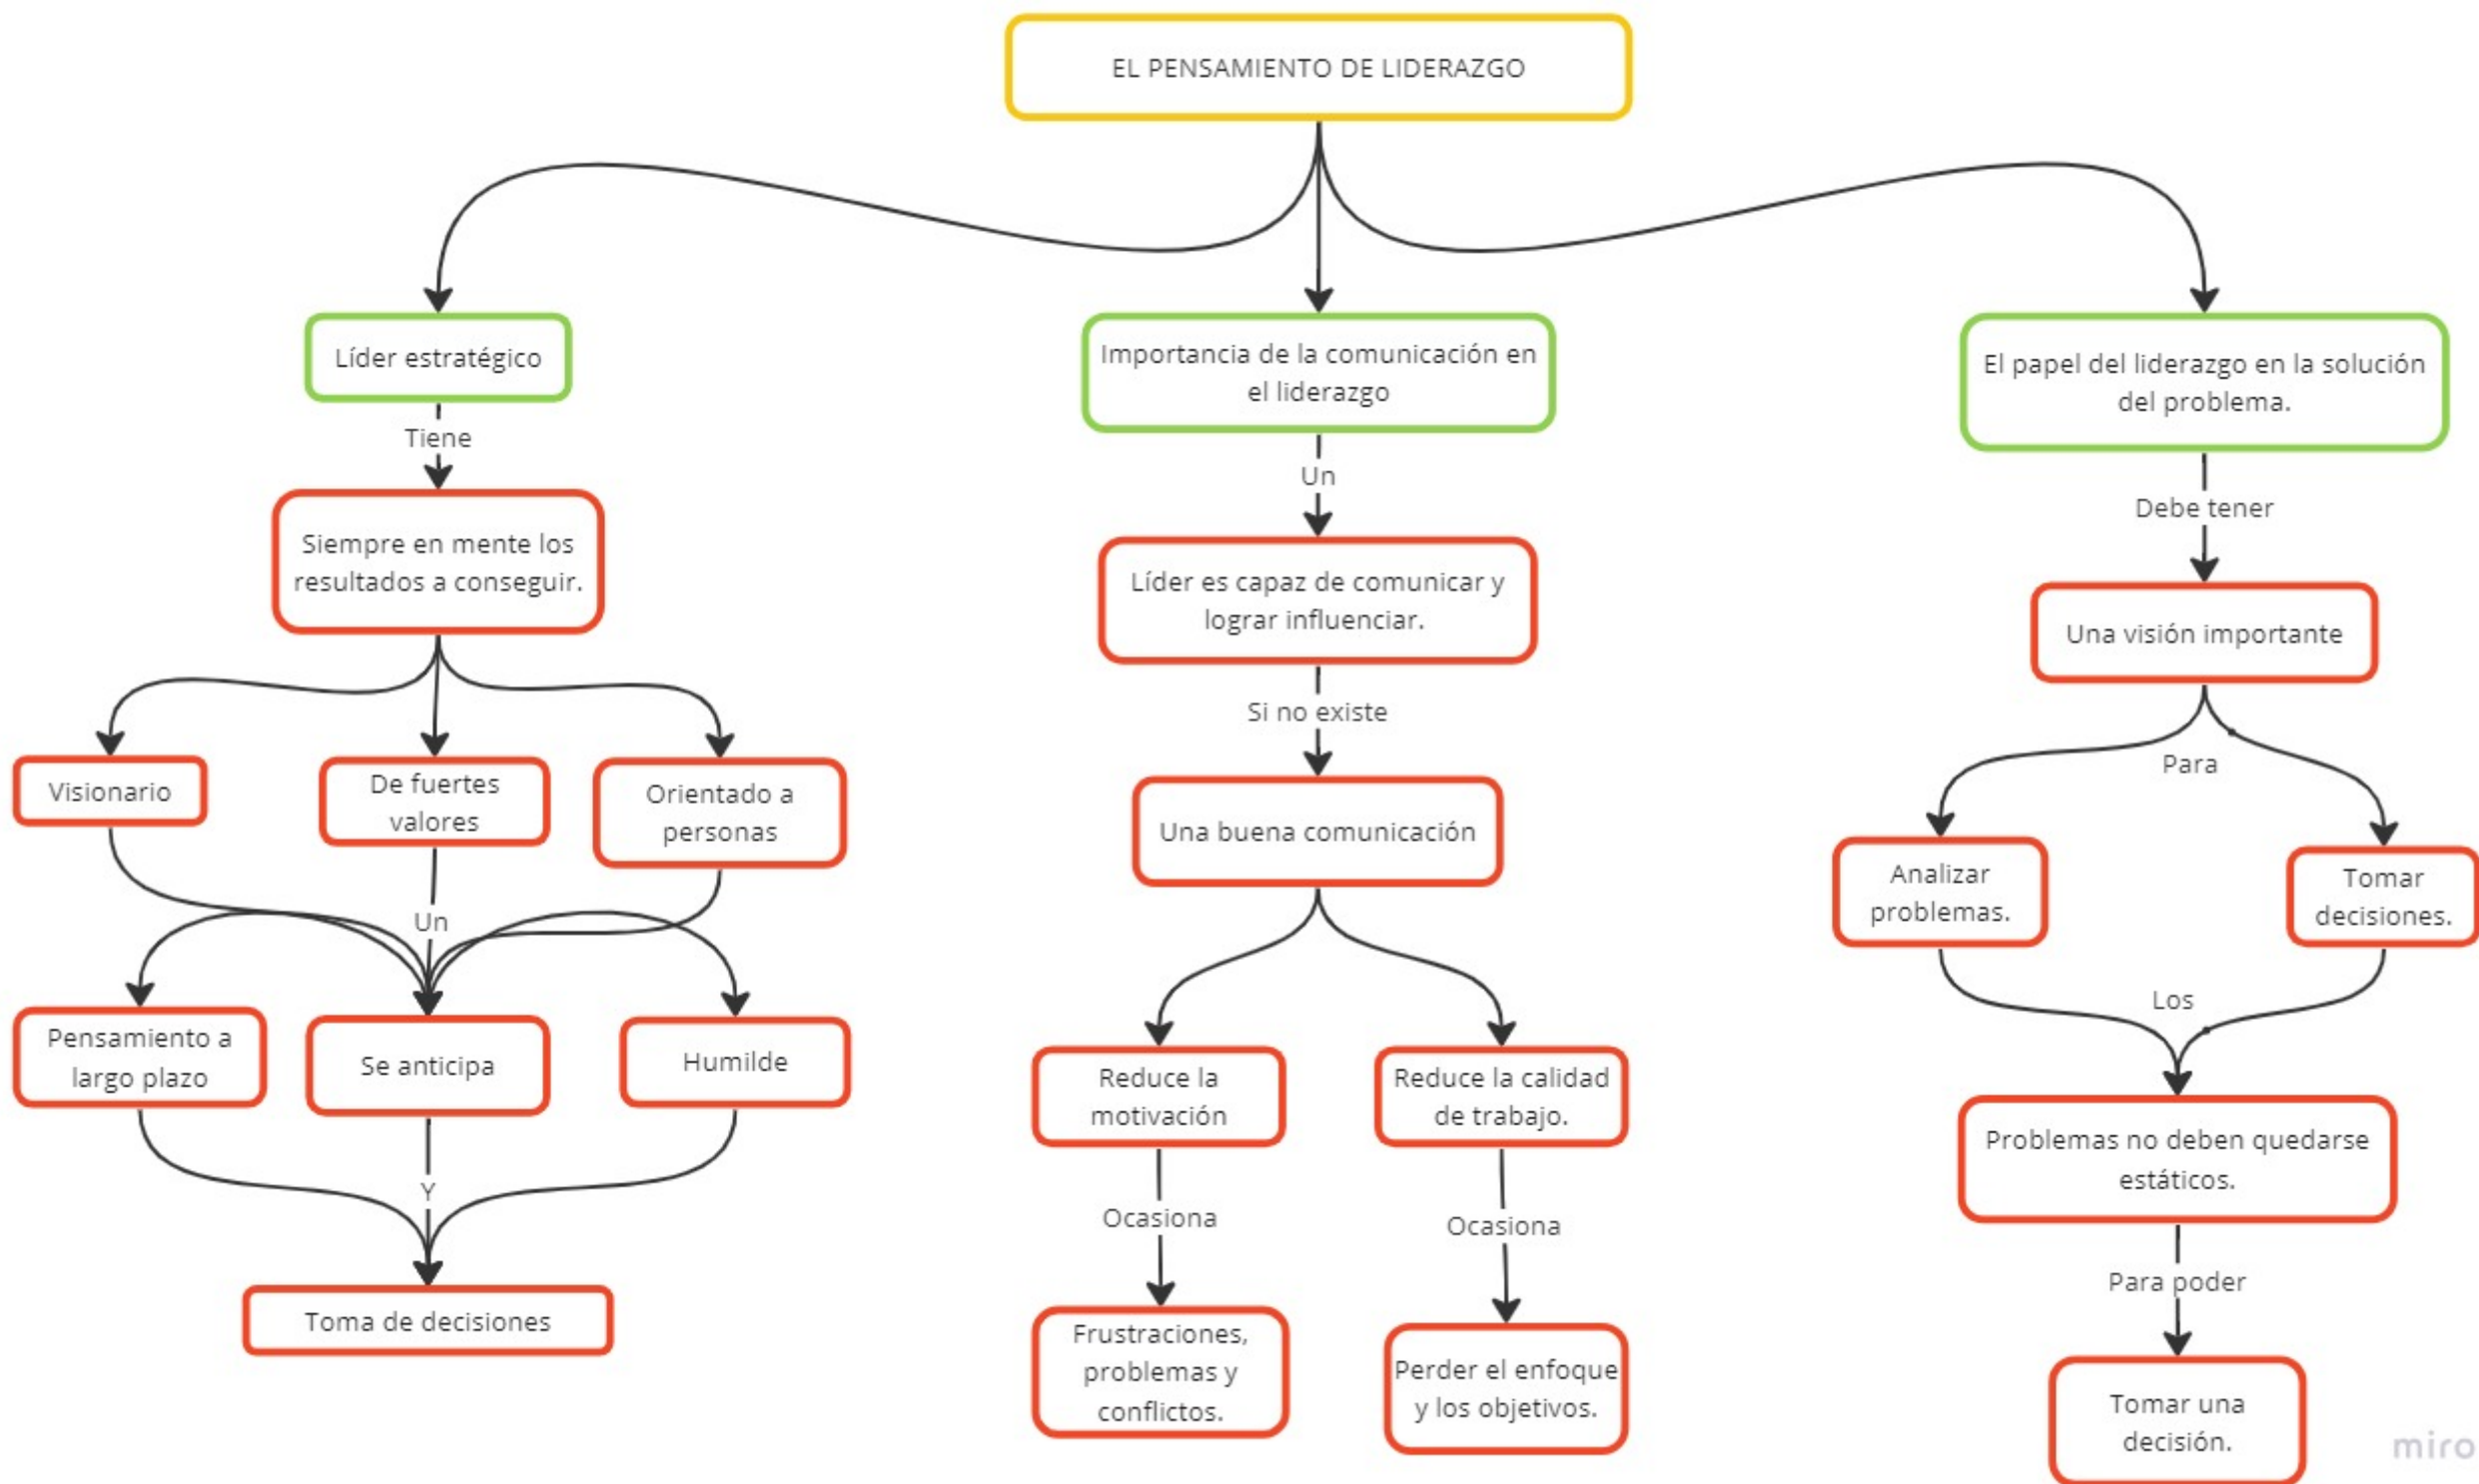 EL PENSAMIENTO DE LIDERAZGO
Líder estratégico
Tiene
Siempre en mente los
resultados a conseguir.
Visionario
De fuertes
valores
Orientado a
personas
Un
Pensamiento a
largo plazo
Se anticipa
Humilde
Y
Toma de decisiones
Importancia de la comunicación en
el liderazgo
Un
Líder es capaz de comunicar y
lograr influenciar.
Si no existe
Una buena comunicación
Reduce la
motivación
Reduce la calidad
de trabajo.
Ocasiona
Ocasiona
Frustraciones,
problemas y
conflictos.
Perder el enfoque
y los objetivos.
El papel del liderazgo en la solución
del problema.
Debe tener
Una visión importante
Para
Analizar
problemas.
Tomar
decisiones.
Los
Problemas no deben quedarse
estáticos.
Para poder
Tomar una
decisión.
miro